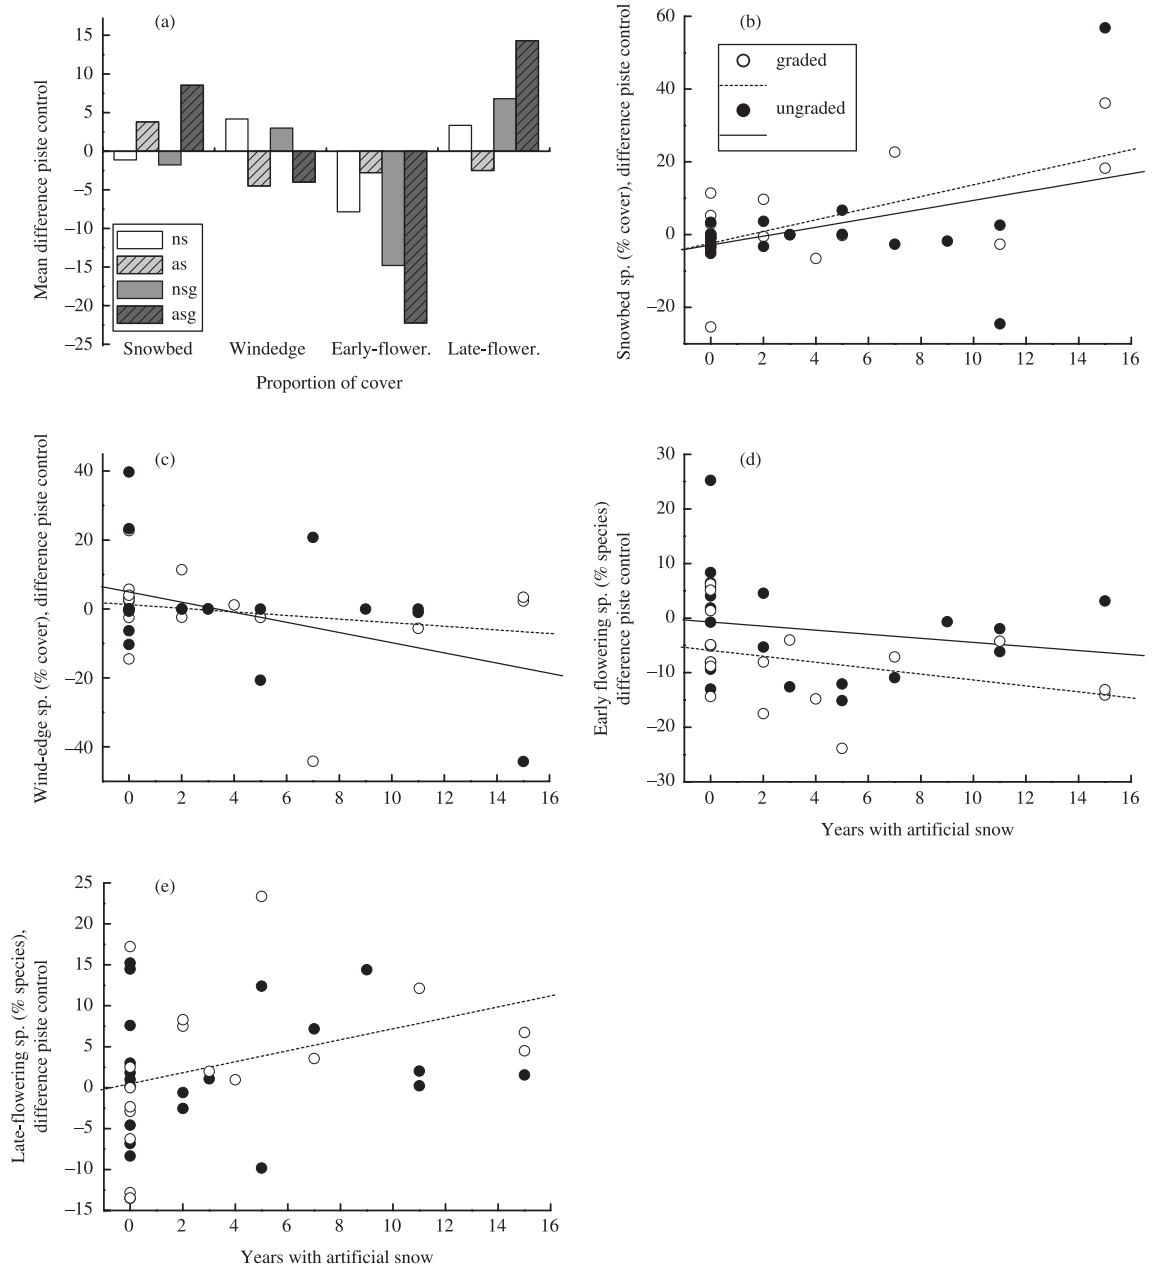 (a)
15
10
5
0
–5
–10
–15
–20
–25
Mean difference piste control
ns
as
nsg
asg
Snowbed Windedge Early-flower. Late-flower.
Proportion of cover
(b)
60
40
20
0
–20
Snowbed sp. (% cover), difference piste control
graded
ungraded
0 2 4 6 8 10 12 14 16
(c)
40
20
0
–20
–40
Wind-edge sp. (% cover), difference piste control
0 2 4 6 8 10 12 14 16
(d)
30
20
10
0
–10
–20
–30
Early flowering sp. (% species)
difference piste control
0 2 4 6 8 10 12 14 16
Years with artificial snow
(e)
25
20
15
10
5
0
–5
–10
–15
Late-flowering sp. (% species),
difference piste control
0 2 4 6 8 10 12 14 16
Years with artificial snow